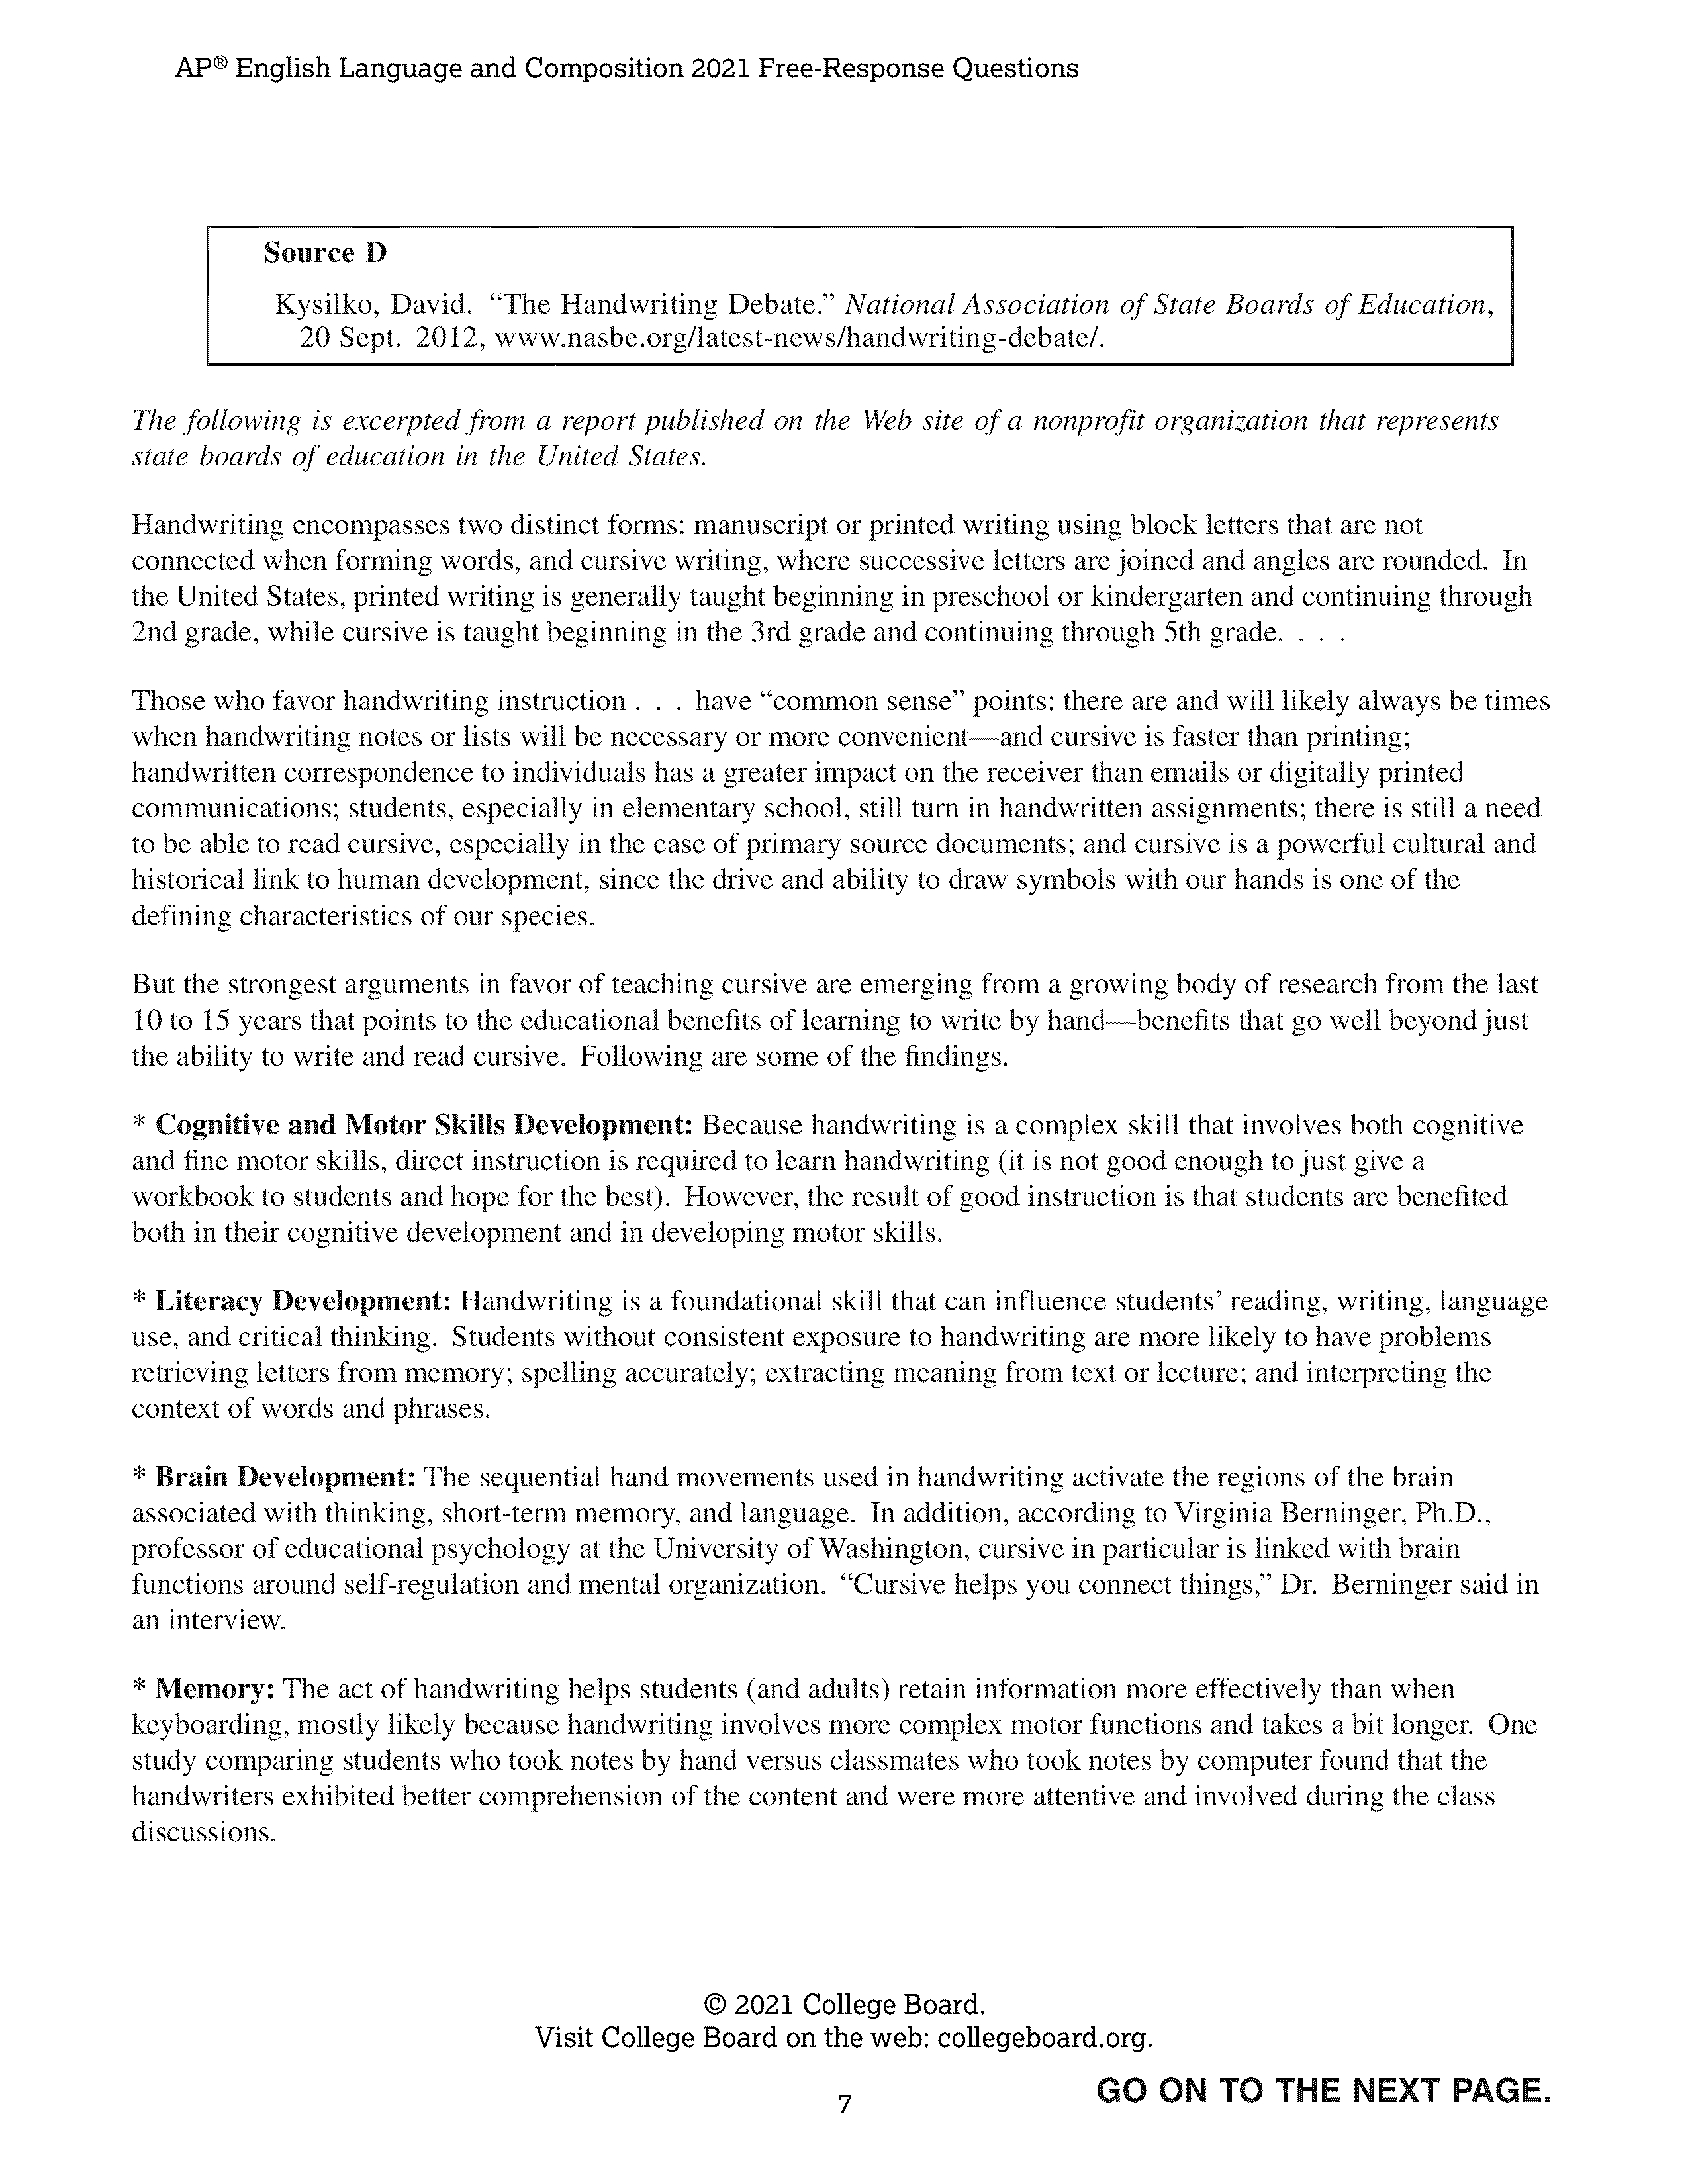 AP® English Language and Composition 2021 Free-Response Questions
Source D
Kysilko, David. “The Handwriting Debate.” National Association of State Boards of Education,
20 Sept. 2012, www.nasbe.org/latest-news/handwriting-debate/.
The following is excerpted from a report published on the Web site of a nonprofit organization that represents
state boards of education in the United States.
Handwriting encompasses two distinct forms: manuscript or printed writing using block letters that are not
connected when forming words, and cursive writing, where successive letters are joined and angles are rounded. In
the United States, printed writing is generally taught beginning in preschool or kindergarten and continuing through
2nd grade, while cursive is taught beginning in the 3rd grade and continuing through 5th grade. . . .
Those who favor handwriting instruction . . . have “common sense” points: there are and will likely always be times
when handwriting notes or lists will be necessary or more convenient—and cursive is faster than printing;
handwritten correspondence to individuals has a greater impact on the receiver than emails or digitally printed
communications; students, especially in elementary school, still turn in handwritten assignments; there is still a need
to be able to read cursive, especially in the case of primary source documents; and cursive is a powerful cultural and
historical link to human development, since the drive and ability to draw symbols with our hands is one of the
defining characteristics of our species.
But the strongest arguments in favor of teaching cursive are emerging from a growing body of research from the last
10 to 15 years that points to the educational benefits of learning to write by hand—benefits that go well beyond just
the ability to write and read cursive. Following are some of the findings.
* Cognitive and Motor Skills Development: Because handwriting is a complex skill that involves both cognitive
and fine motor skills, direct instruction is required to learn handwriting (it is not good enough to just give a
workbook to students and hope for the best). However, the result of good instruction is that students are benefited
both in their cognitive development and in developing motor skills.
* Literacy Development: Handwriting is a foundational skill that can influence students’ reading, writing, language
use, and critical thinking. Students without consistent exposure to handwriting are more likely to have problems
retrieving letters from memory; spelling accurately; extracting meaning from text or lecture; and interpreting the
context of words and phrases.
* Brain Development: The sequential hand movements used in handwriting activate the regions of the brain
associated with thinking, short-term memory, and language. In addition, according to Virginia Berninger, Ph.D.,
professor of educational psychology at the University of Washington, cursive in particular is linked with brain
functions around self-regulation and mental organization. “Cursive helps you connect things,” Dr. Berninger said in
an interview.
* Memory: The act of handwriting helps students (and adults) retain information more effectively than when
keyboarding, mostly likely because handwriting involves more complex motor functions and takes a bit longer. One
study comparing students who took notes by hand versus classmates who took notes by computer found that the
handwriters exhibited better comprehension of the content and were more attentive and involved during the class
discussions.
© 2021 College Board.
Visit College Board on the web: collegeboard.org.
GO ON TO THE NEXT PAGE.
7